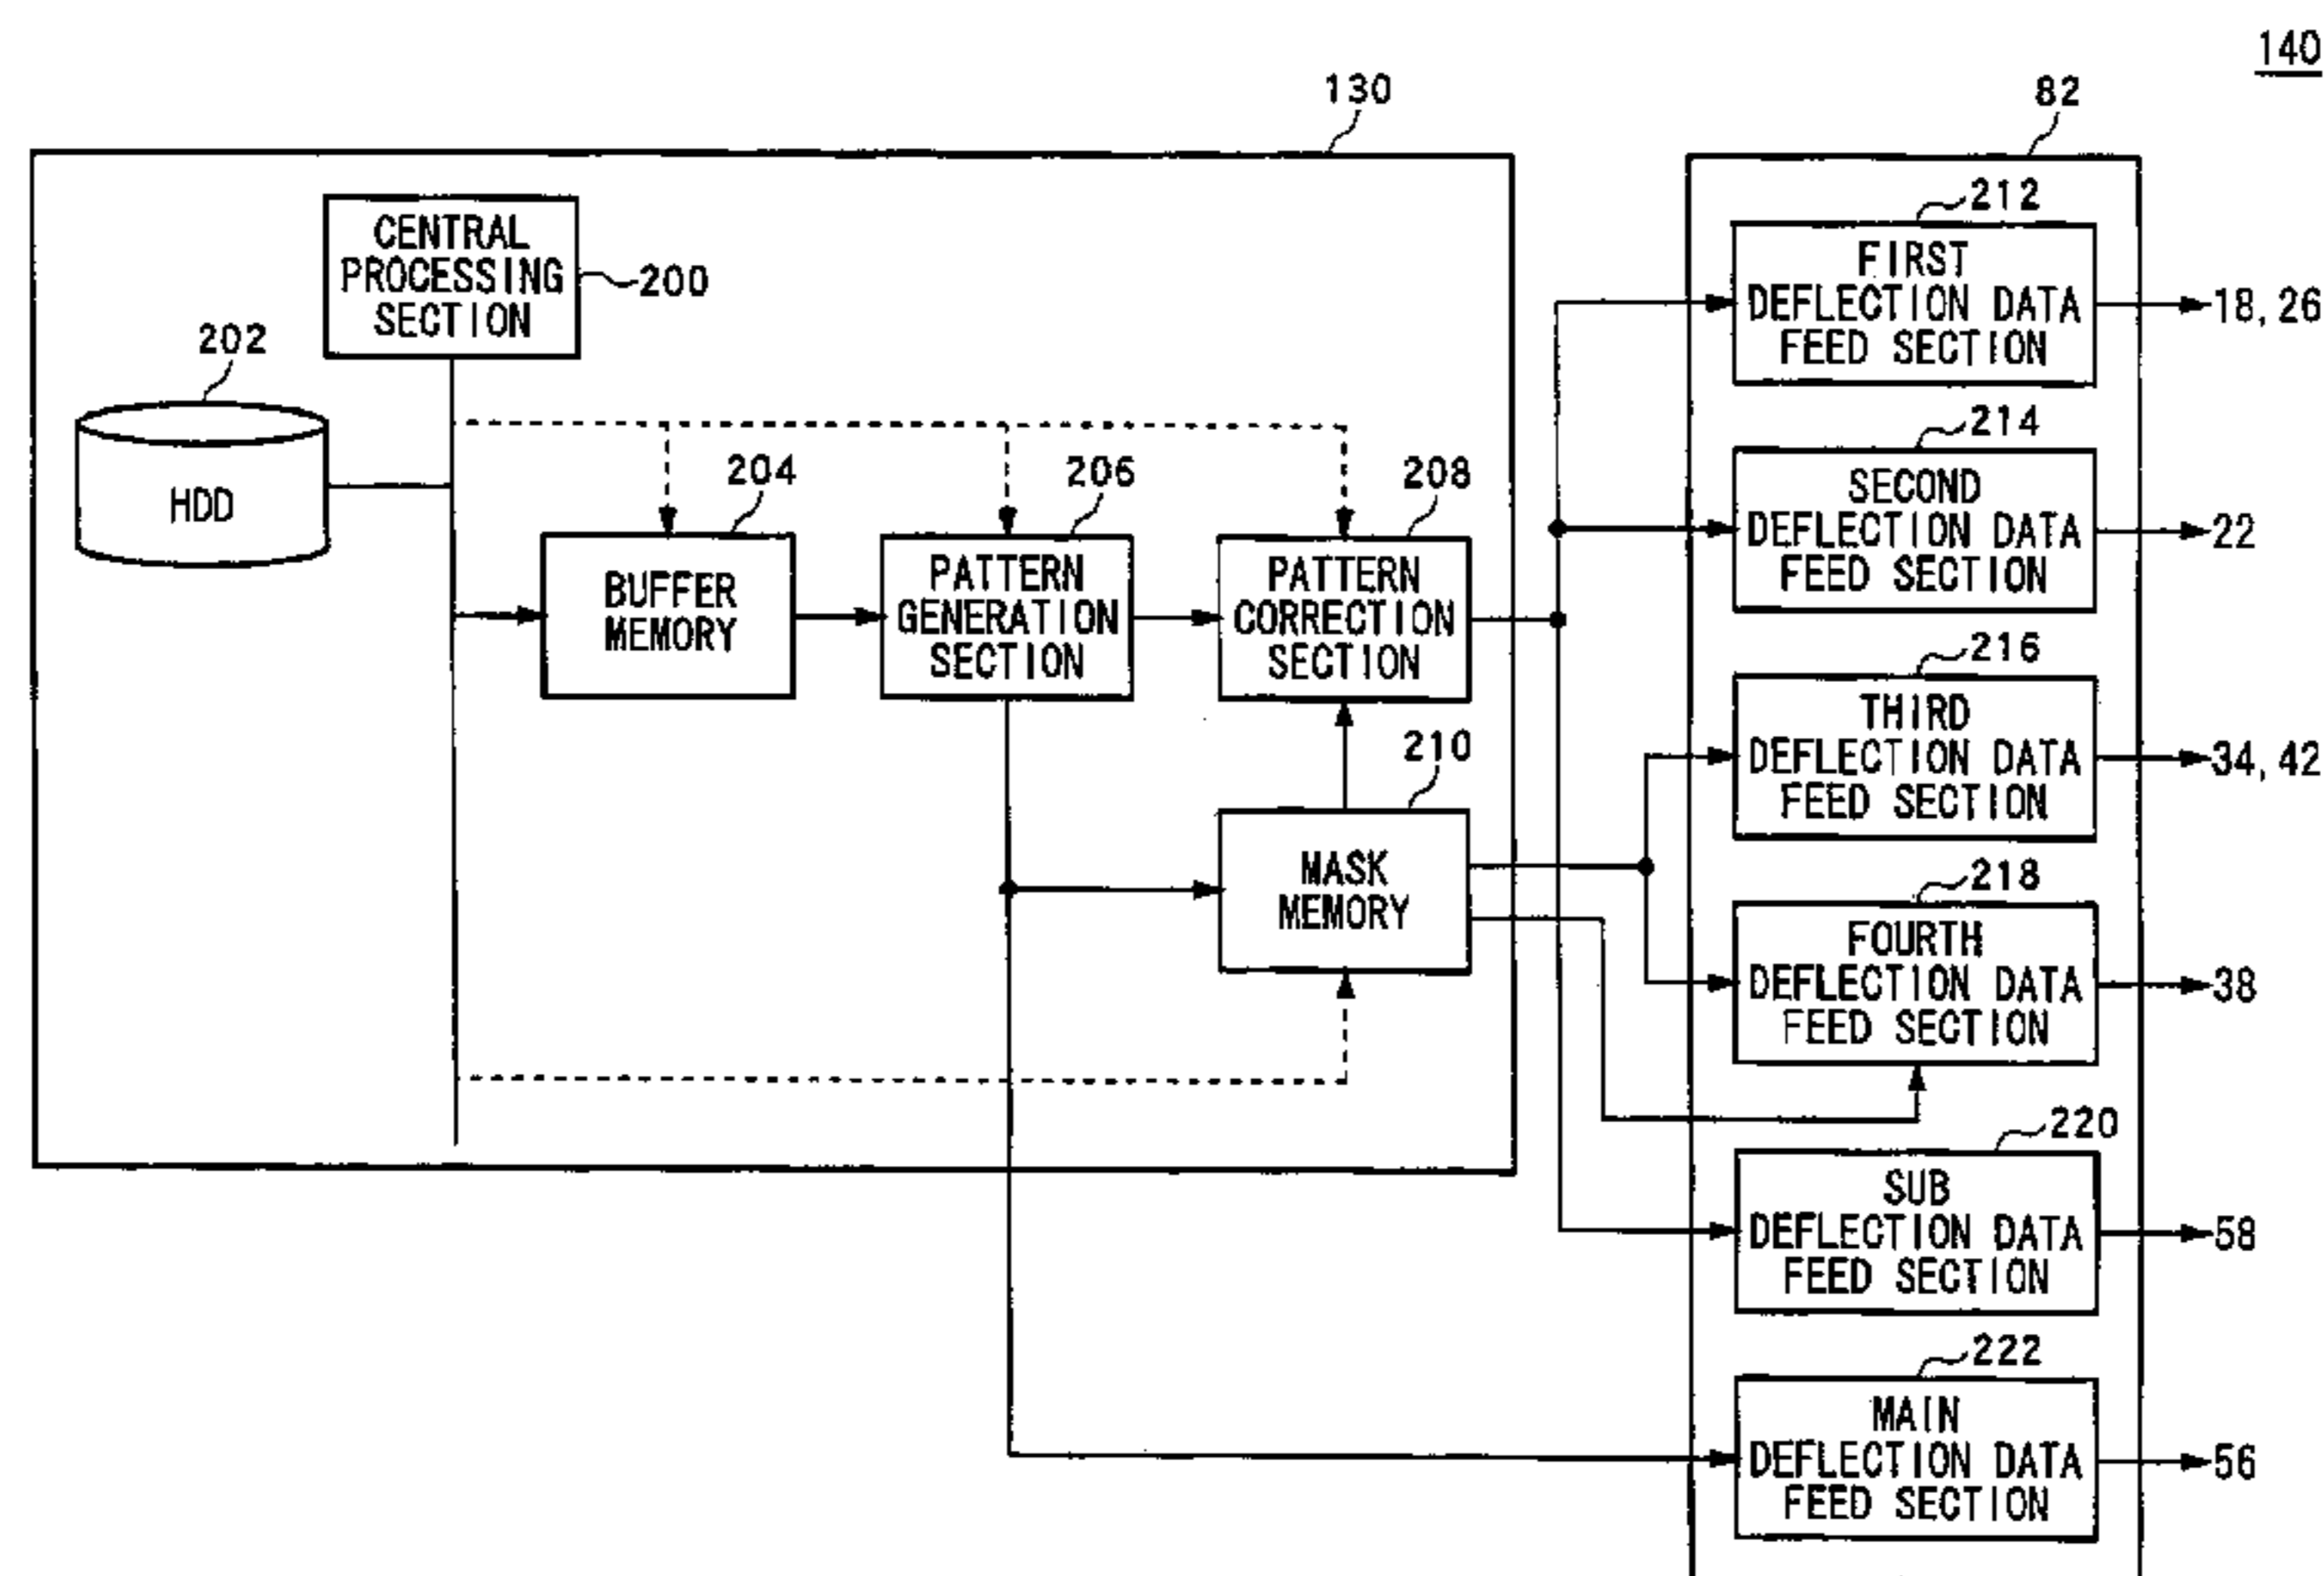 140
130
82
CENTRAL
PROCESSING
SECTION
200
202
HDD
204
BUFFER
MEMORY
206
PATTERN
GENERATION
SECTION
208
PATTERN
CORRECTION
SECTION
210
MASK
MEMORY
212
FIRST
DEFLECTION DATA
FEED SECTION
18, 26
214
SECOND
DEFLECTION DATA
FEED SECTION
22
216
THIRD
DEFLECTION DATA
FEED SECTION
34, 42
218
FOURTH
DEFLECTION DATA
FEED SECTION
38
220
SUB
DEFLECTION DATA
FEED SECTION
58
222
MAIN
DEFLECTION DATA
FEED SECTION
56